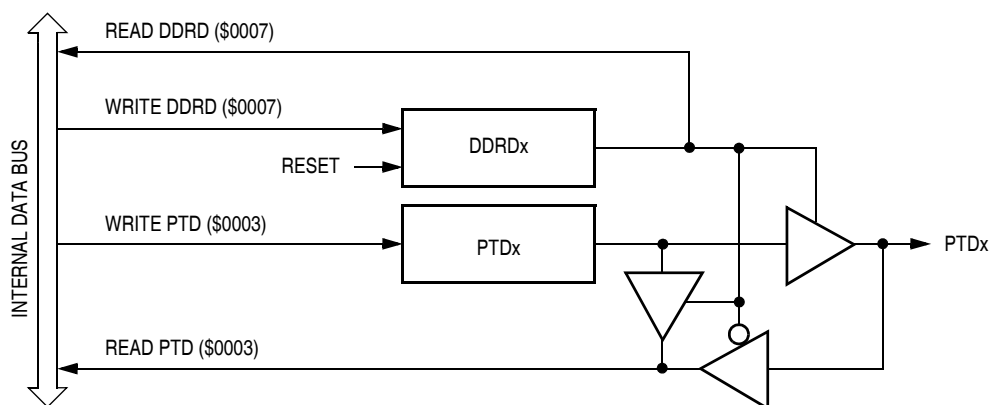 READ DDRD ($0007)
WRITE DDRD ($0007)
DDRDx
RESET
INTERNAL DATA BUS
WRITE PTD ($0003)
PTDx
PTDx
READ PTD ($0003)